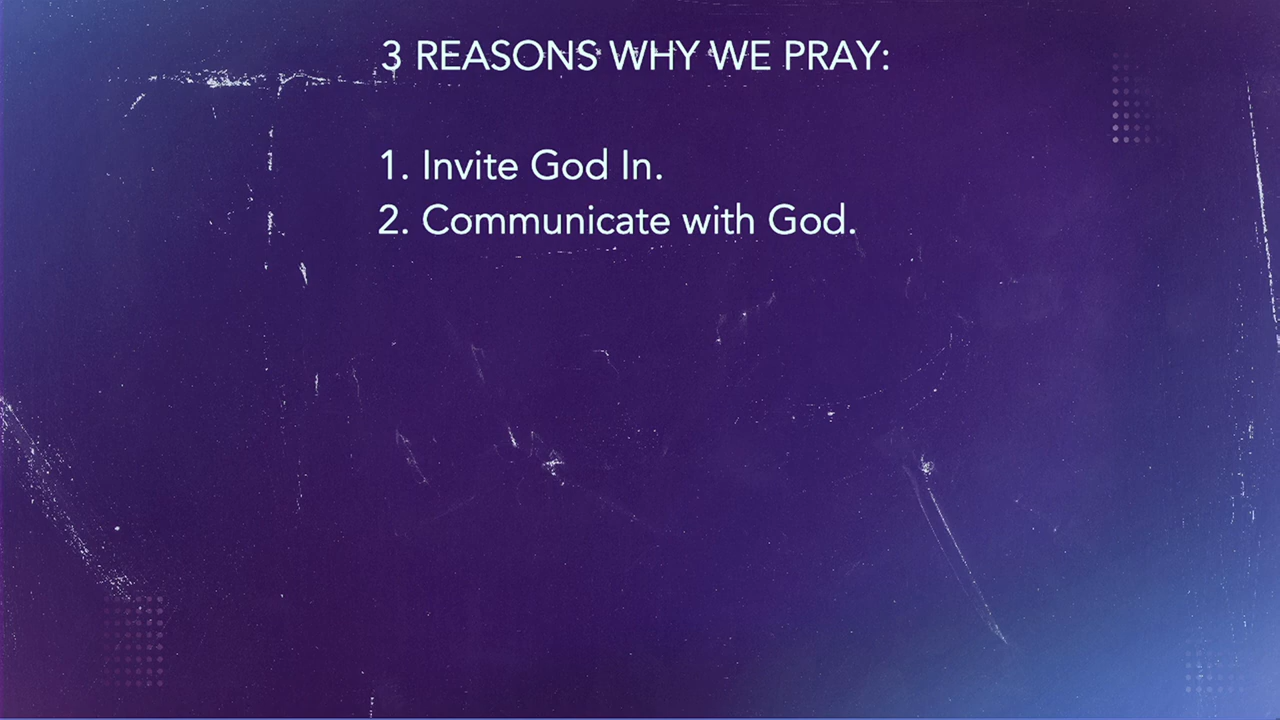 3 REASONS WHY WE PRAY:
1. Invite God In.
2. Communicate with God.